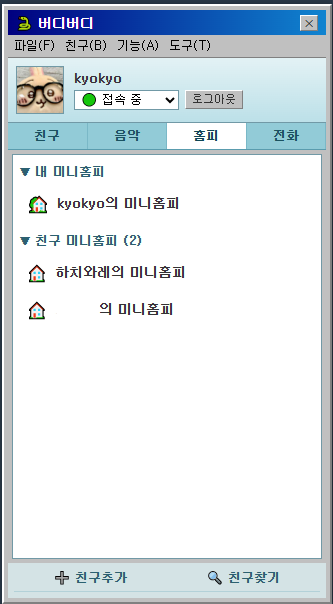 버디버디
파일(F) 친구(B) 기능(A) 도구(T)
kyokyo
접속 중 로그아웃
친구 음악 홈피 전화
▼ 내 미니홈피
kyokyo의 미니홈피
▼ 친구 미니홈피 (2)
하치와레의 미니홈피
의 미니홈피
친구추가 친구찾기